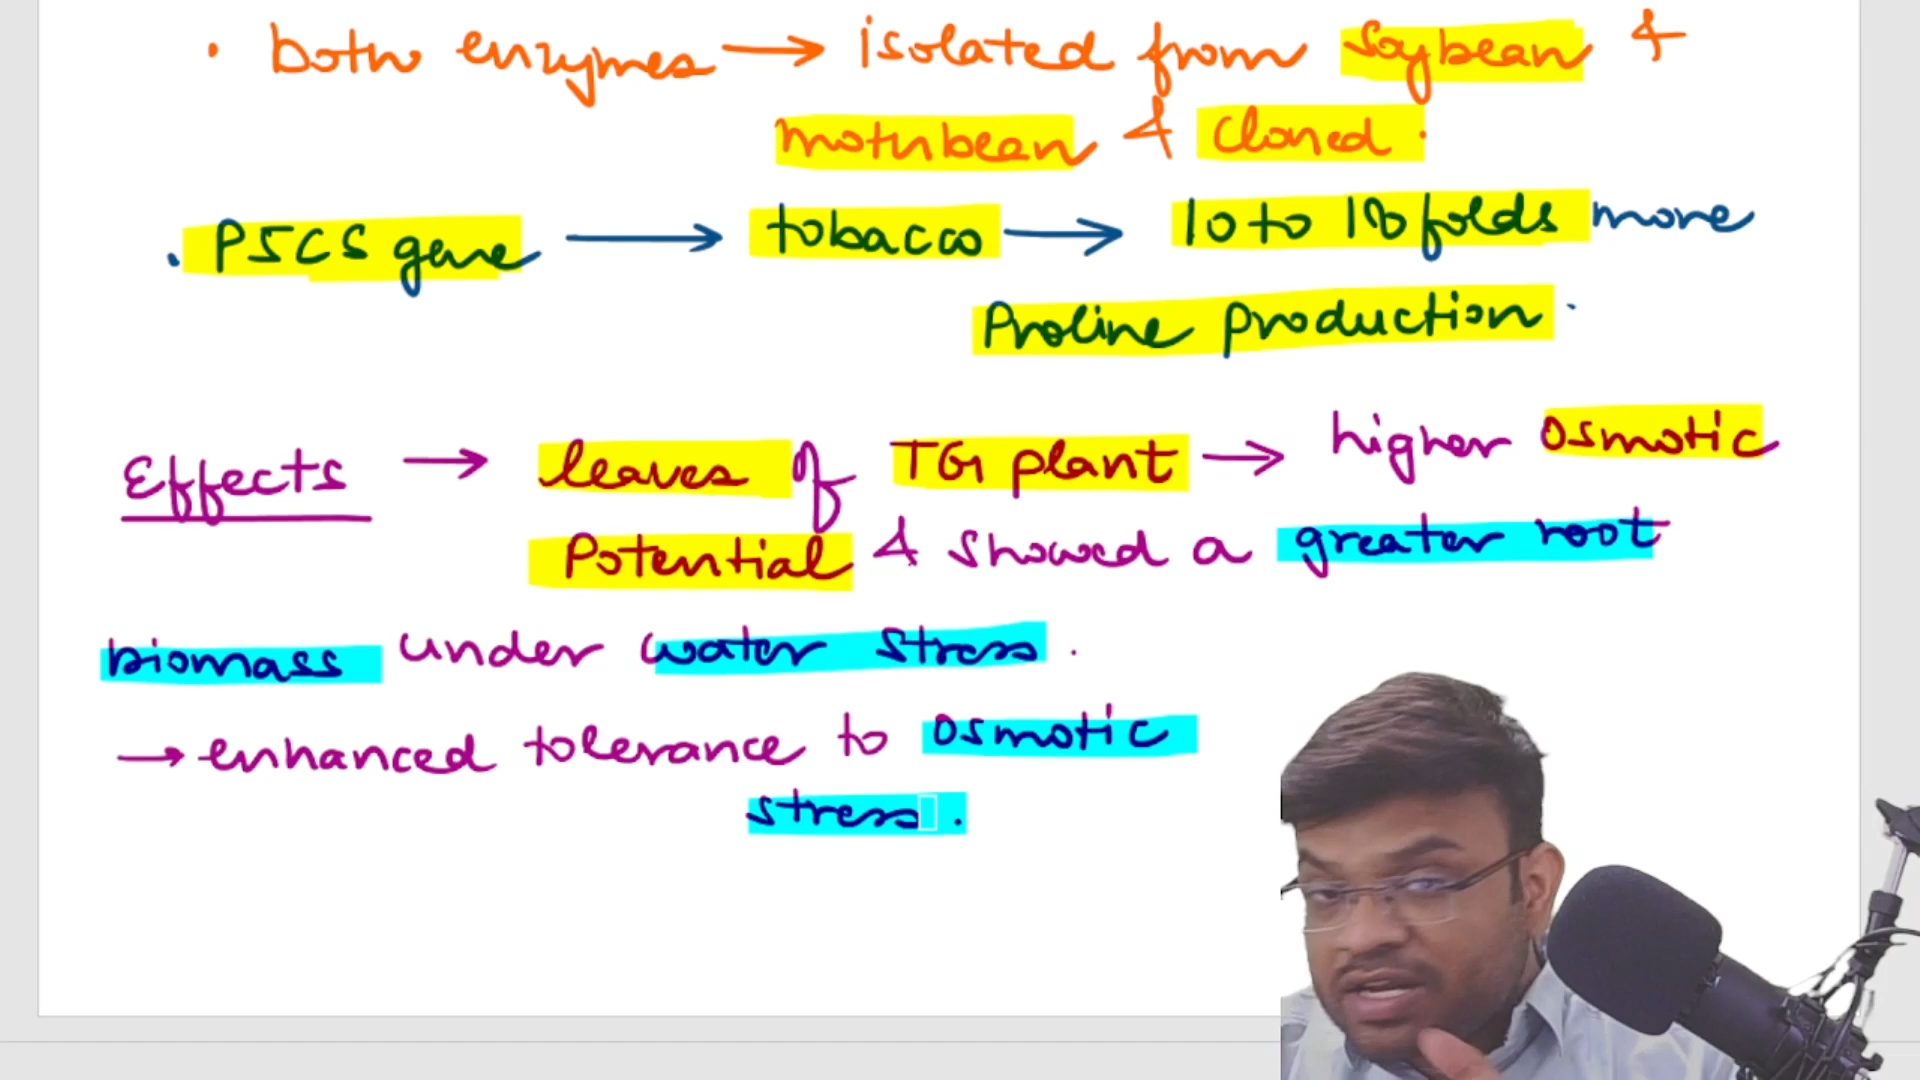 • both enzymes → isolated from Soybean &
mothbean & cloned.
• P5CS gene → tobacco → 10 to 18 folds more
Proline production.
Effects → leaves of TG plant → higher osmotic
Potential & showed a greater root
biomass under water stress.
→ enhanced tolerance to osmotic
stress.